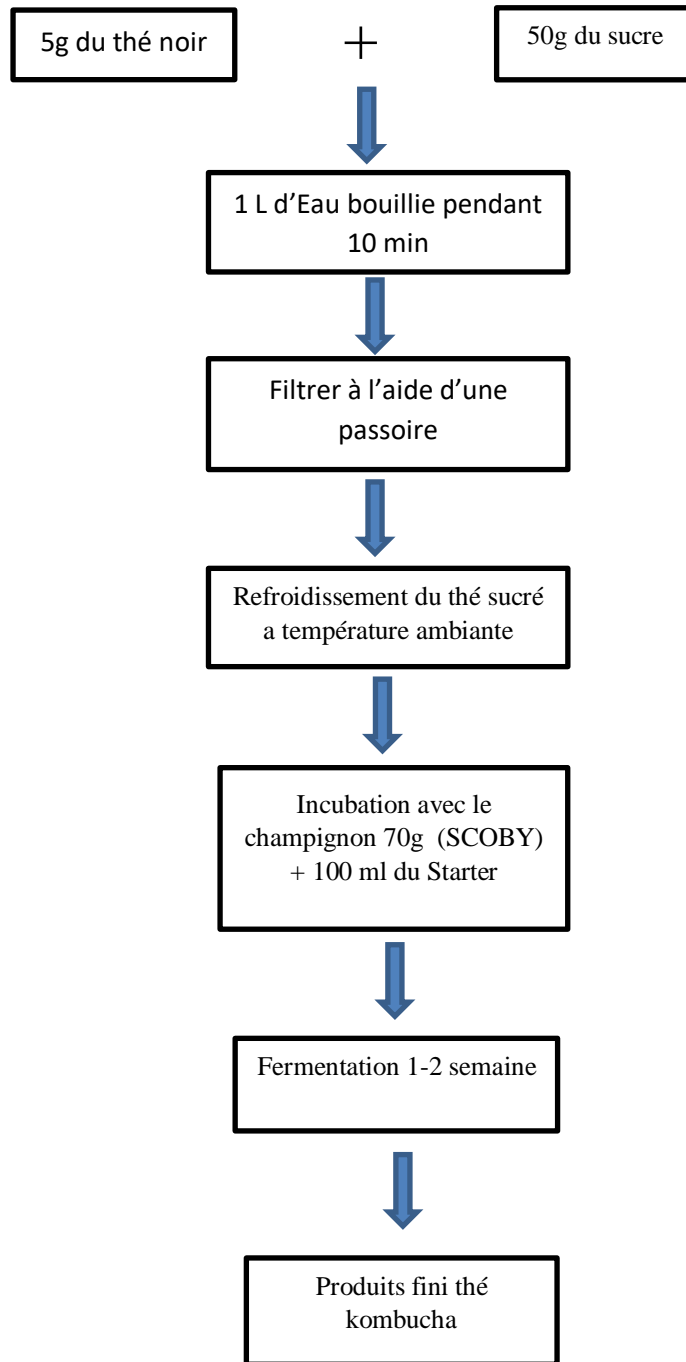 5g du thé noir
+
50g du sucre
1 L d’Eau bouillie pendant
10 min
Filtrer à l’aide d’une
passoire
Refroidissement du thé sucré
a température ambiante
Incubation avec le
champignon 70g (SCOBY)
+ 100 ml du Starter
Fermentation 1-2 semaine
Produits fini thé
kombucha